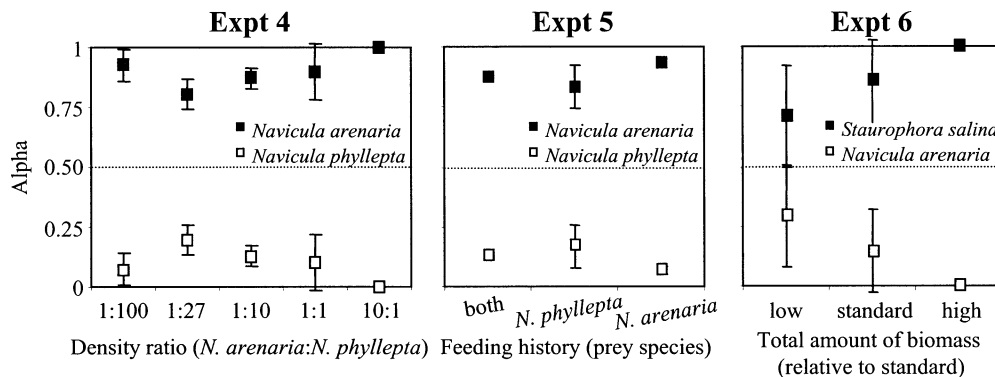 Expt 4
Expt 5
Expt 6
Alpha
1
0.75
0.50
0.25
0
Navicula arenaria
Navicula phyllepta
Navicula arenaria
Navicula phyllepta
Staurophora salina
Navicula arenaria
1:100 1:27 1:10 1:1 10:1
both N. phyllepta N. arenaria
low standard high
Density ratio (N. arenaria:N. phyllepta)
Feeding history (prey species)
Total amount of biomass
(relative to standard)